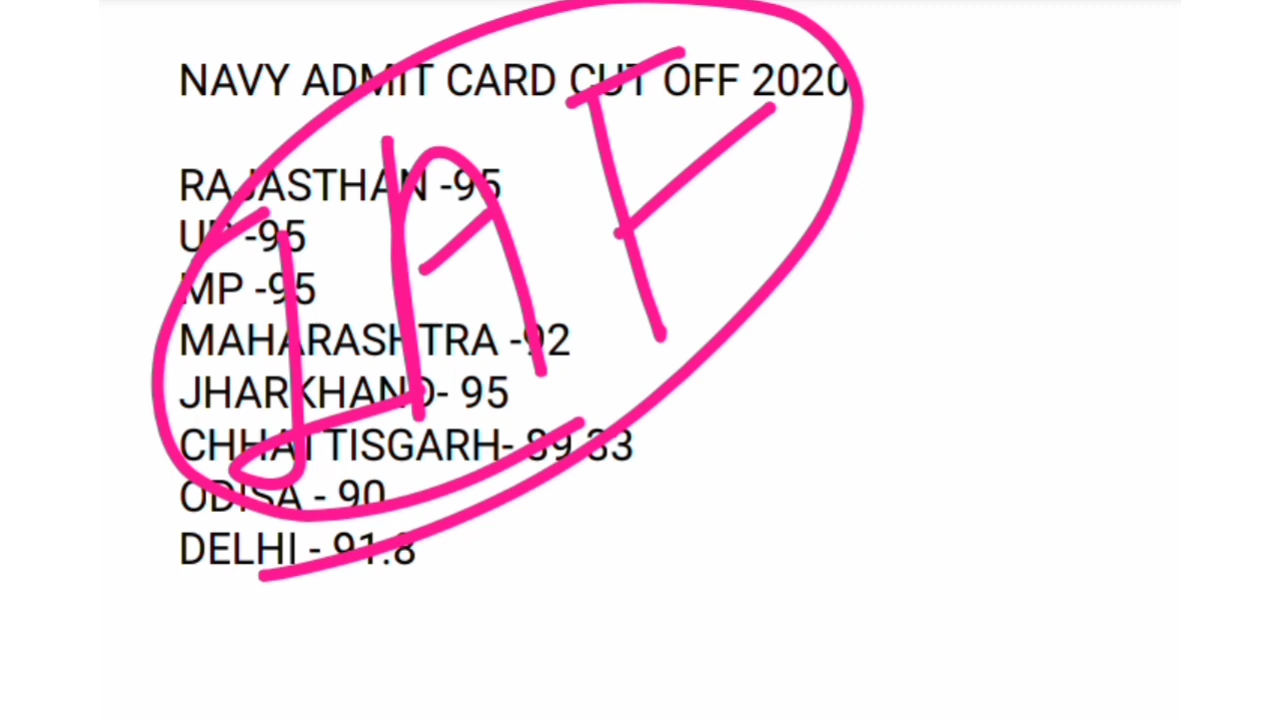 NAVY ADMIT CARD CUT OFF 2020
RAJASTHAN -95
UP -95
MP -95
MAHARASHTRA -92
JHARKHAND- 95
CHHATTISGARH- 89.33
ODISA - 90
DELHI - 91.8